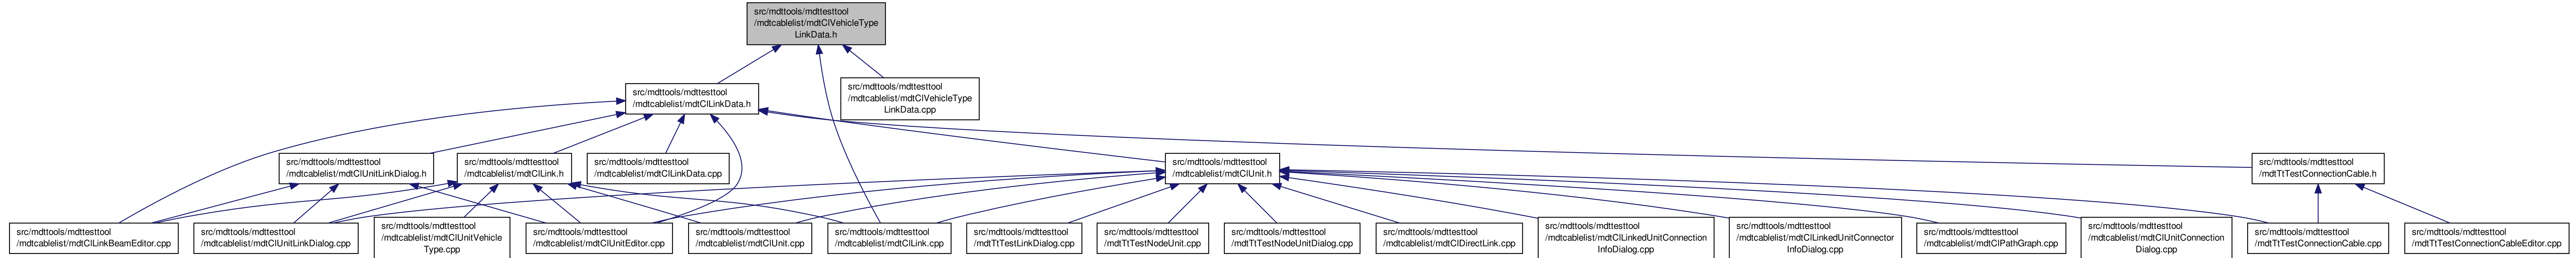 src/mdttools/mdttesttool
/mdtcablelist/mdtClVehicleType
LinkData.h
src/mdttools/mdttesttool
/mdtcablelist/mdtClLinkData.h
src/mdttools/mdttesttool
/mdtcablelist/mdtClVehicleType
LinkData.cpp
src/mdttools/mdttesttool
/mdtcablelist/mdtClUnitLinkDialog.h
src/mdttools/mdttesttool
/mdtcablelist/mdtClLink.h
src/mdttools/mdttesttool
/mdtcablelist/mdtClLinkData.cpp
src/mdttools/mdttesttool
/mdtcablelist/mdtClUnit.h
src/mdttools/mdttesttool
/mdtTtTestConnectionCable.h
src/mdttools/mdttesttool
/mdtcablelist/mdtClLinkBeamEditor.cpp
src/mdttools/mdttesttool
/mdtcablelist/mdtClUnitLinkDialog.cpp
src/mdttools/mdttesttool
/mdtcablelist/mdtClUnitVehicle
Type.cpp
src/mdttools/mdttesttool
/mdtcablelist/mdtClUnitEditor.cpp
src/mdttools/mdttesttool
/mdtcablelist/mdtClUnit.cpp
src/mdttools/mdttesttool
/mdtcablelist/mdtClLink.cpp
src/mdttools/mdttesttool
/mdtTtTestLinkDialog.cpp
src/mdttools/mdttesttool
/mdtTtTestNodeUnit.cpp
src/mdttools/mdttesttool
/mdtTtTestNodeUnitDialog.cpp
src/mdttools/mdttesttool
/mdtcablelist/mdtClDirectLink.cpp
src/mdttools/mdttesttool
/mdtcablelist/mdtClLinkedUnitConnection
InfoDialog.cpp
src/mdttools/mdttesttool
/mdtcablelist/mdtClLinkedUnitConnector
InfoDialog.cpp
src/mdttools/mdttesttool
/mdtcablelist/mdtClPathGraph.cpp
src/mdttools/mdttesttool
/mdtcablelist/mdtClUnitConnection
Dialog.cpp
src/mdttools/mdttesttool
/mdtTtTestConnectionCable.cpp
src/mdttools/mdttesttool
/mdtTtTestConnectionCableEditor.cpp